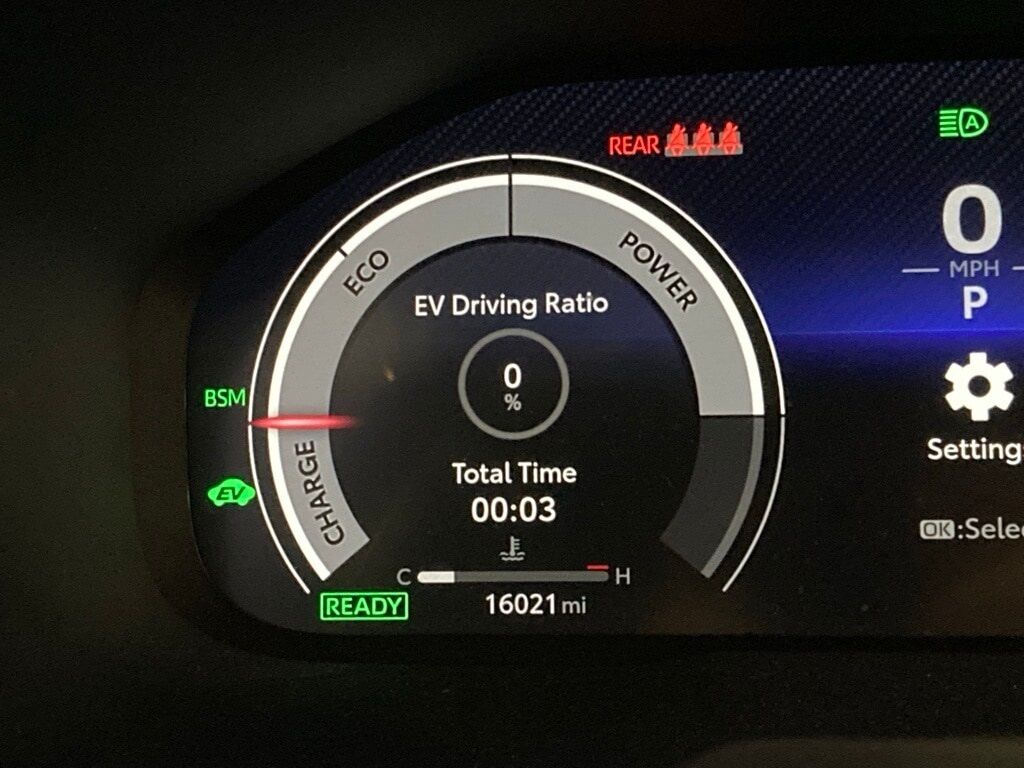 REAR
A
ECO
POWER
0
MPH
P
EV Driving Ratio
0
%
BSM
Total Time
00:03
CHARGE
EV
Setting
OK:Selec
C H
READY
16021 mi